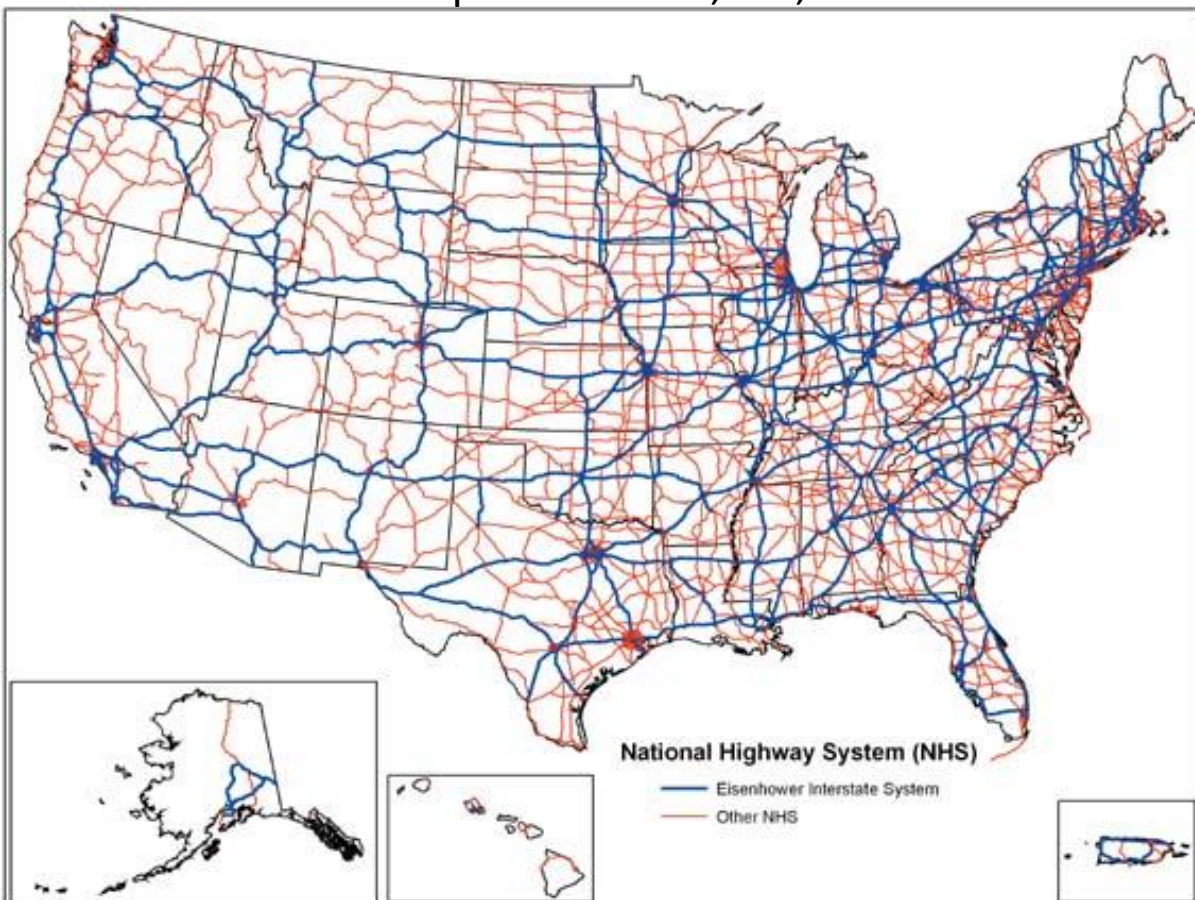 National Highway System (NHS)
Eisenhower Interstate System
Other NHS